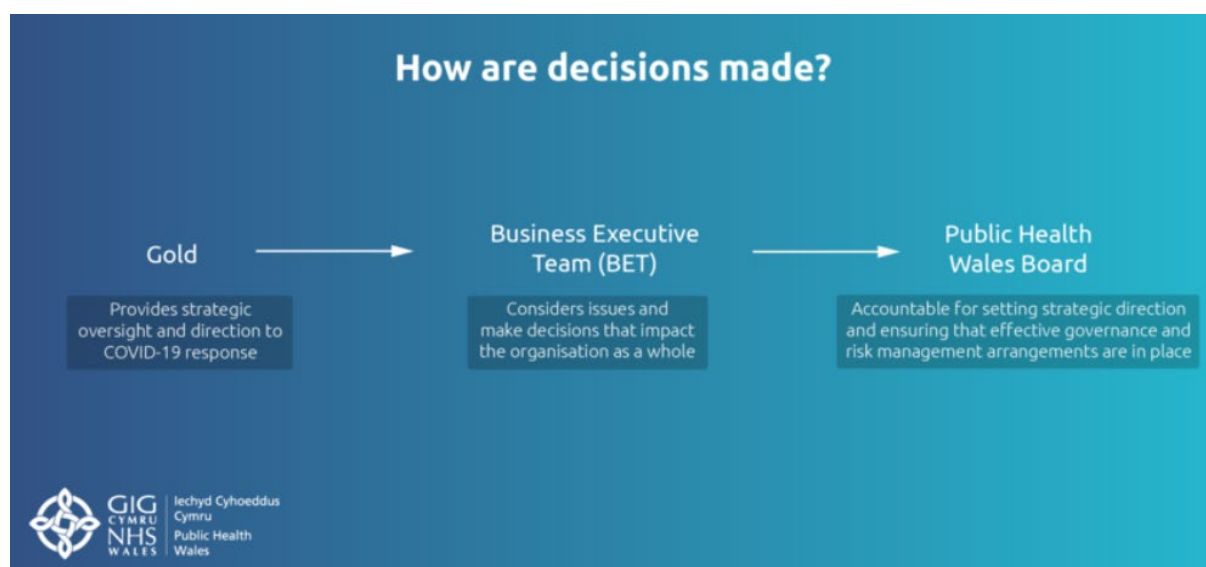 How are decisions made?
Gold
Provides strategic
oversight and direction to
COVID-19 response
Business Executive
Team (BET)
Considers issues and
make decisions that impact
the organisation as a whole
Public Health
Wales Board
Accountable for setting strategic direction
and ensuring that effective governance and
risk management arrangements are in place
GIG
CYMRU
NHS
WALES
Iechyd Cyhoeddus
Cymru
Public Health
Wales